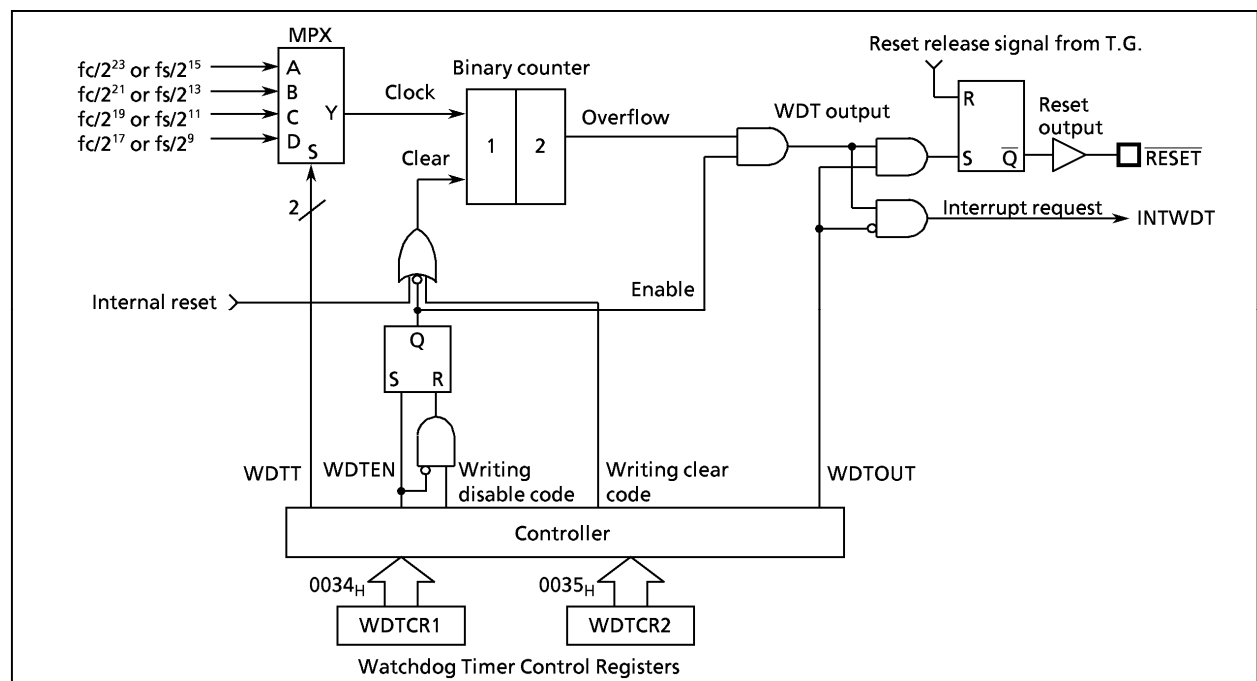 MPX
Reset release signal from T.G.
fc/2²³ or fs/2¹⁵
A
Binary counter
fc/2²¹ or fs/2¹³
B
Y
Clock
R
Reset
output
fc/2¹⁹ or fs/2¹¹
C
Overflow
WDT output
fc/2¹⁷ or fs/2⁹
D
S
1
2
Clear
S
Q̅
R̅E̅S̅E̅T̅
2
Interrupt request
INTWDT
Internal reset
Enable
Q
S
R
WDTT
WDTEN
Writing
disable code
Writing clear
code
WDTOUT
Controller
0034H
0035H
WDTCR1
WDTCR2
Watchdog Timer Control Registers